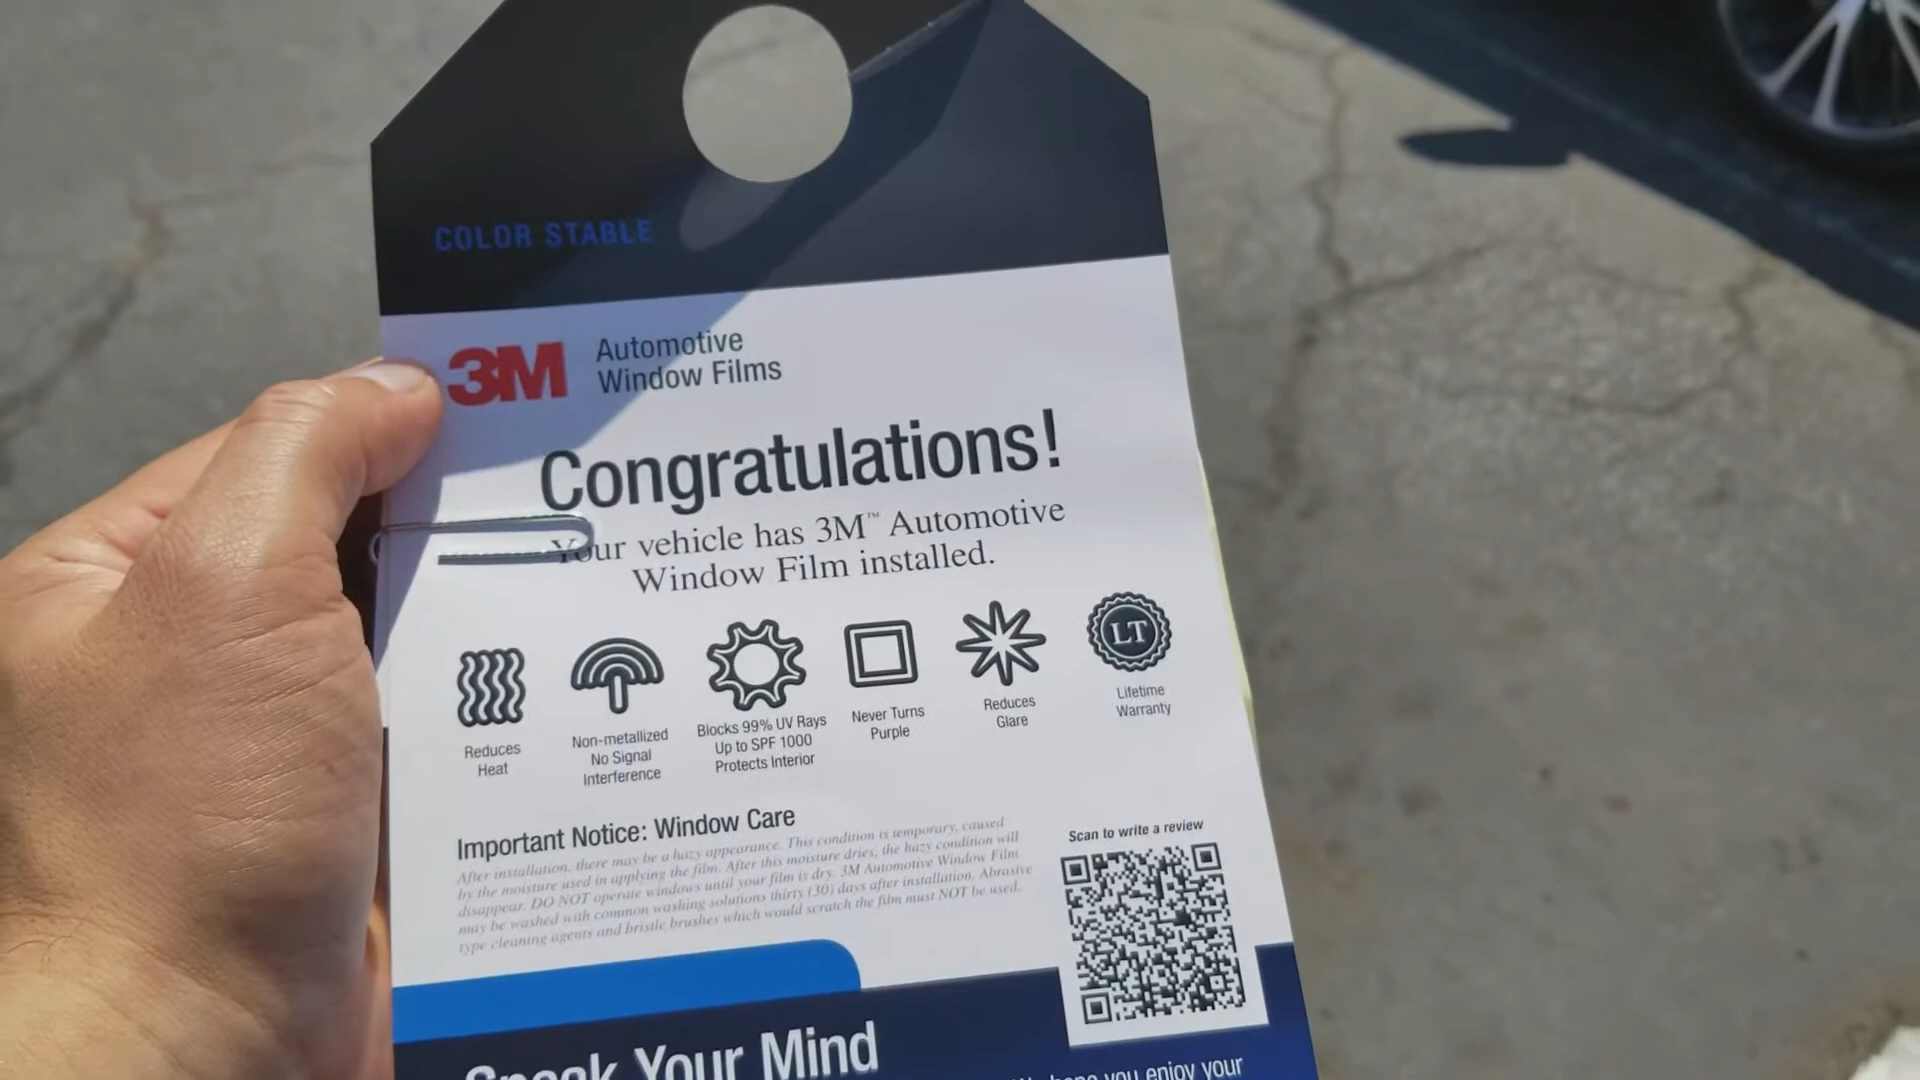 COLOR STABLE
3M Automotive
Window Films
Congratulations!
Your vehicle has 3M™ Automotive
Window Film installed.
Reduces
Heat
Non-metallized
No Signal
Interference
Blocks 99% UV Rays
Up to SPF 1000
Protects Interior
Never Turns
Purple
Reduces
Glare
LT
Lifetime
Warranty
Important Notice: Window Care
After installation, there may be a hazy appearance. This condition is temporary, caused
by the moisture used in applying the film. After this moisture dries, the hazy condition will
disappear. DO NOT operate windows until your film is dry. 3M Automotive Window Film
may be washed with common washing solutions thirty (30) days after installation. Abrasive
type cleaning agents and bristle brushes which would scratch the film must NOT be used.
Scan to write a review
Speak Your Mind
We hope you enjoy your